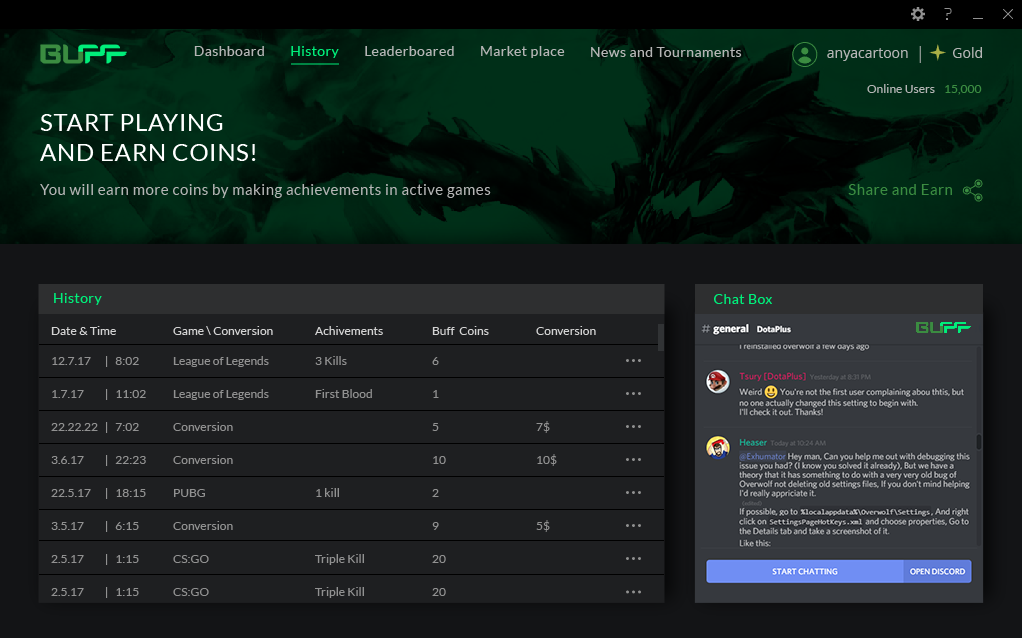 BUFF
Dashboard History Leaderboared Market place News and Tournaments anyacartoon | Gold
Online Users 15,000
START PLAYING
AND EARN COINS!
You will earn more coins by making achievements in active games
Share and Earn
History
Date & Time Game \ Conversion Achivements Buff Coins Conversion
12.7.17 | 8:02 League of Legends 3 Kills 6
1.7.17 | 11:02 League of Legends First Blood 1
22.22.22 | 7:02 Conversion 5 7$
3.6.17 | 22:23 Conversion 10 10$
22.5.17 | 18:15 PUBG 1 kill 2
3.5.17 | 6:15 Conversion 9 5$
2.5.17 | 1:15 CS:GO Triple Kill 20
2.5.17 | 1:15 CS:GO Triple Kill 20
Chat Box
# general DotaPlus BUFF
I reinstalled overwolf a few days ago
Tsury [DotaPlus] Yesterday at 8:31 PM
Weird You're not the first user complaining abou thtis, but
no one actually changed this setting to begin with.
I'll check it out. Thanks!
Heaser Today at 10:24 AM
@Exhumator Hey man, Can you help me out with debugging this
issue you had? (I know you solved it already), But we have a
theory that it has something to do with a very very old bug of
Overwolf not deleting old settings files, If you don't mind helping
I'd really appriciate it.
(edited)
If possible, go to %localappdata%\Overwolf\Settings, And right
click on SettingsPageHotKeys.xml and choose properties, Go to
the Details tab and take a screenshot of it.
Like this:
START CHATTING OPEN DISCORD